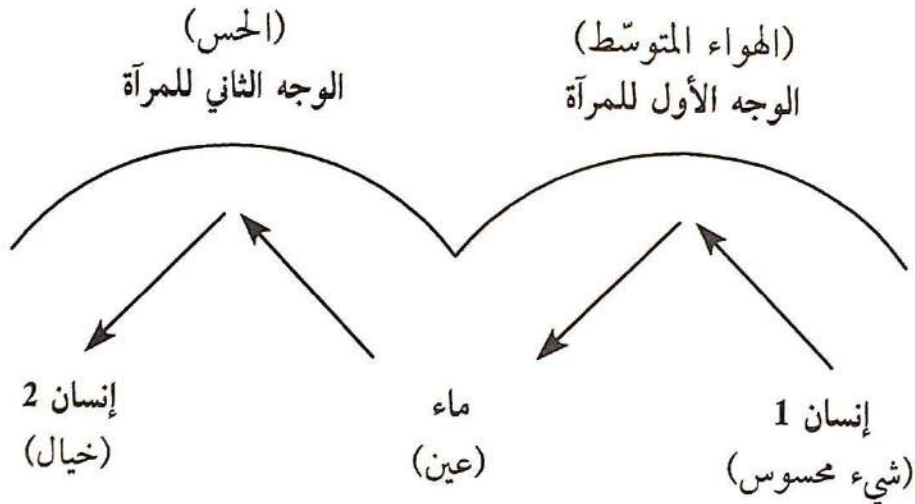 (الهواء المتوسّط)
الوجه الأول للمرآة
(الحس)
الوجه الثاني للمرآة
إنسان 1
(شيء محسوس)
ماء
(عين)
إنسان 2
(خيال)